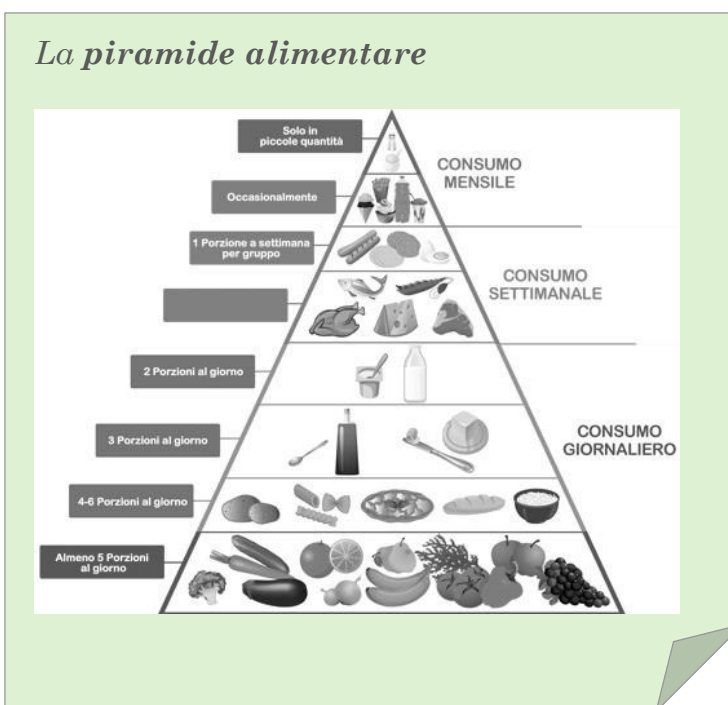 La piramide alimentare
Solo in
piccole quantità
CONSUMO
MENSILE
Occasionalmente
1 Porzione a settimana
per gruppo
CONSUMO
SETTIMANALE
2 Porzioni al giorno
3 Porzioni al giorno
CONSUMO
GIORNALIERO
4-6 Porzioni al giorno
Almeno 5 Porzioni
al giorno